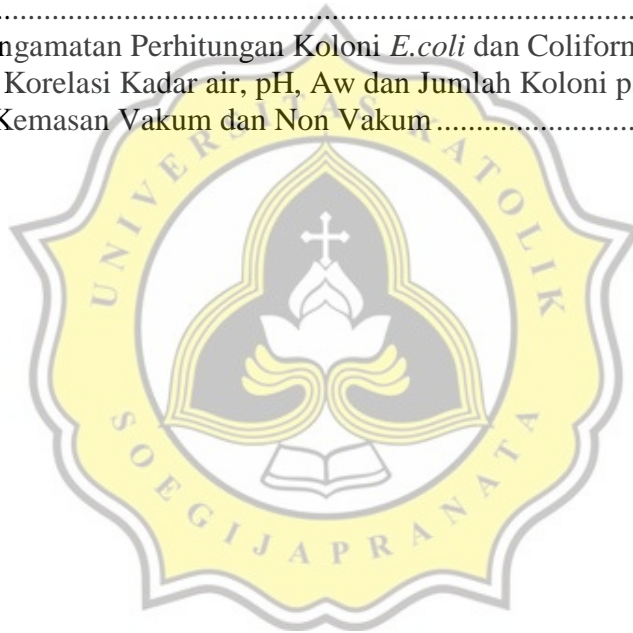 ........................................................................
ngamatan Perhitungan Koloni E.coli dan Coliform
Korelasi Kadar air, pH, Aw dan Jumlah Koloni p
Kemasan Vakum dan Non Vakum........................
UNIVERSITAS KATOLIK
SOEGIJAPRANATA